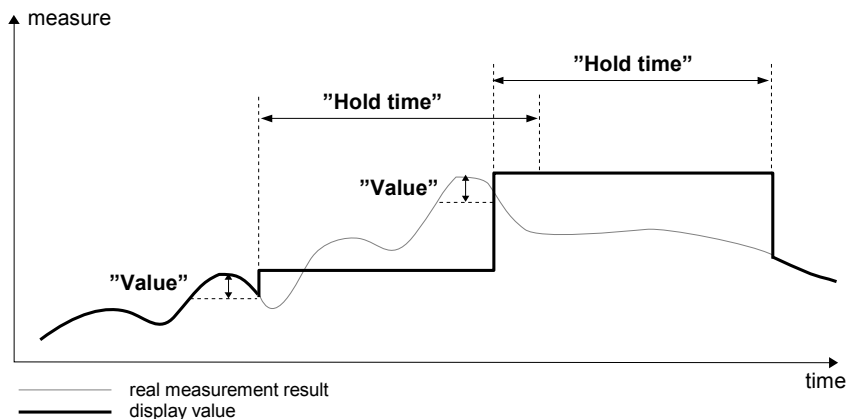 measure
”Hold time”
”Hold time”
”Value”
”Value”
time
real measurement result
display value